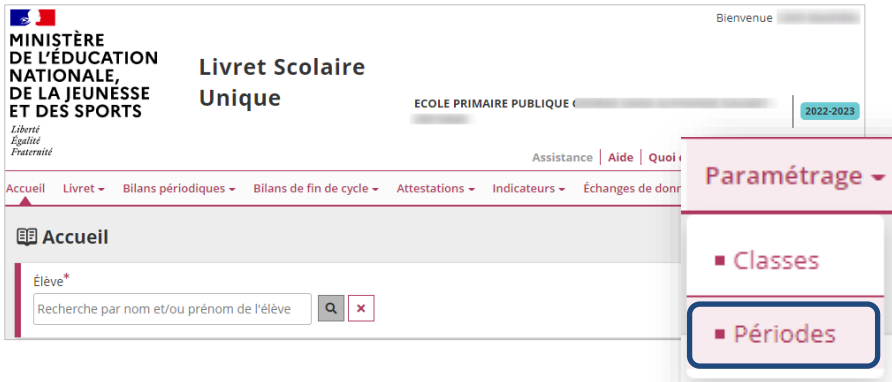 Bienvenue
MINISTÈRE
DE L'ÉDUCATION
NATIONALE,
DE LA JEUNESSE
ET DES SPORTS
Liberté
Égalité
Fraternité
Livret Scolaire
Unique
ECOLE PRIMAIRE PUBLIQUE
2022-2023
Assistance | Aide | Quoi
Accueil Livret Bilans périodiques Bilans de fin de cycle Attestations Indicateurs Échanges de donn
Paramétrage
Classes
Périodes
Accueil
Élève*
Recherche par nom et/ou prénom de l'élève